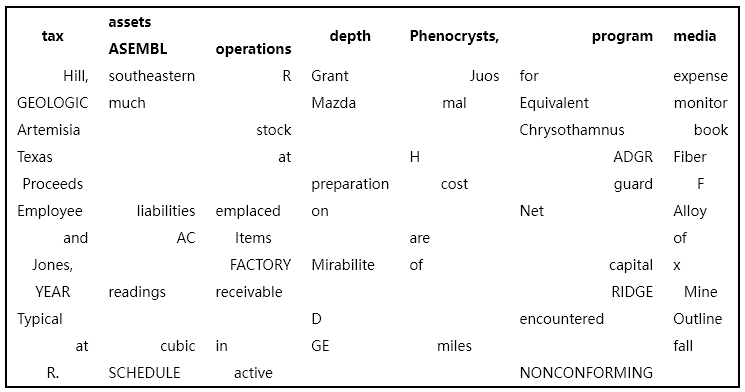 tax assets ASEMBL operations depth Phenocrysts, program media
Hill, southeastern R Grant Juos for expense
GEOLOGIC much Mazda mal Equivalent monitor
Artemisia stock Chrysothamnus book
Texas at H ADGR Fiber
Proceeds preparation cost guard F
Employee liabilities emplaced on Net Alloy
and AC Items are of
Jones, FACTORY Mirabilite of capital x
YEAR readings receivable RIDGE Mine
Typical D encountered Outline
at cubic in GE miles fall
R. SCHEDULE active NONCONFORMING